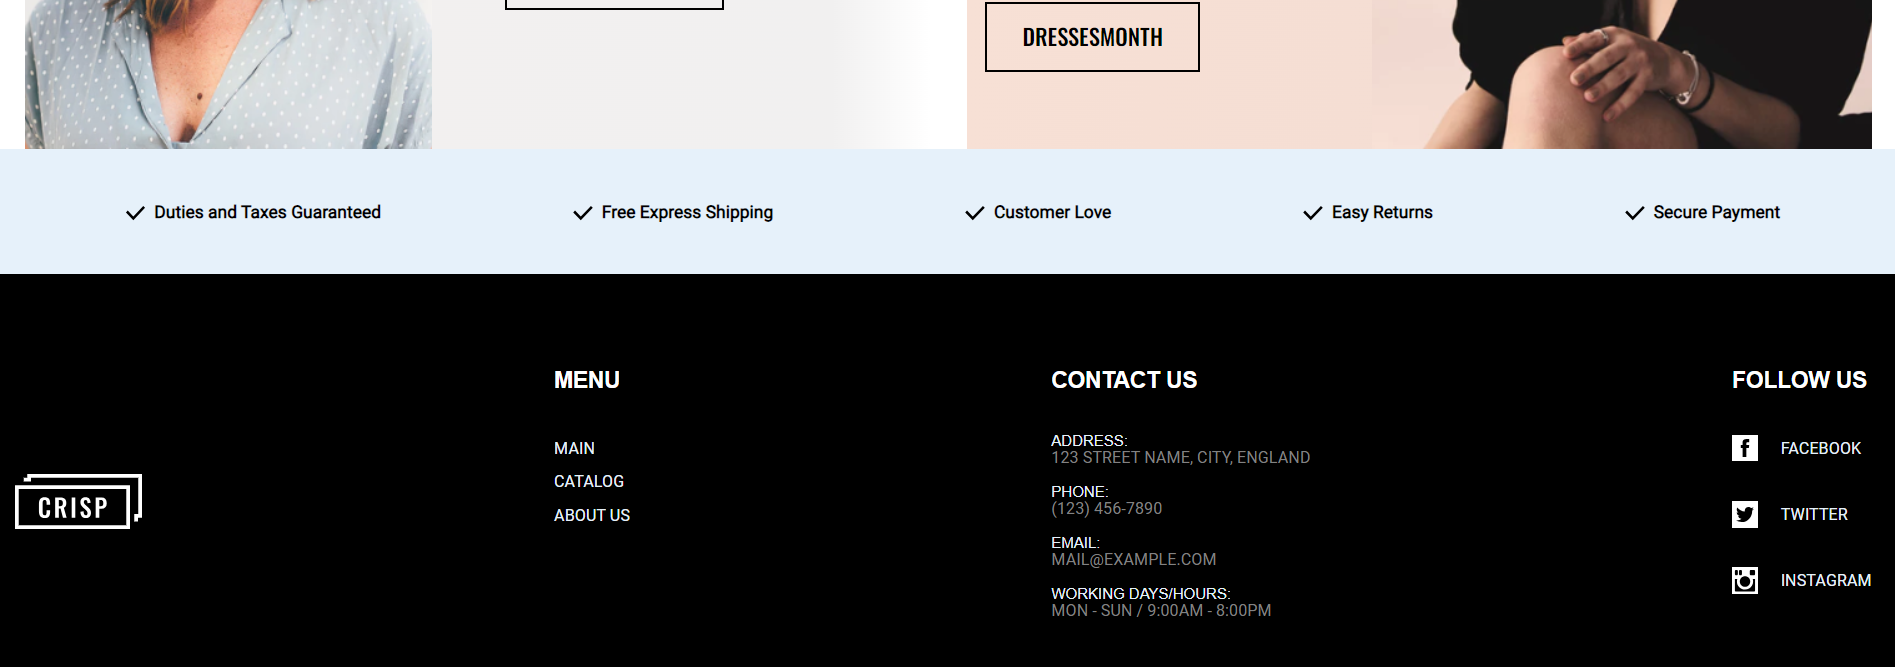 DRESSESMONTH
Duties and Taxes Guaranteed
Free Express Shipping
Customer Love
Easy Returns
Secure Payment
CRISP
MENU
MAIN
CATALOG
ABOUT US
CONTACT US
ADDRESS:
123 STREET NAME, CITY, ENGLAND
PHONE:
(123) 456-7890
EMAIL:
MAIL@EXAMPLE.COM
WORKING DAYS/HOURS:
MON - SUN / 9:00AM - 8:00PM
FOLLOW US
FACEBOOK
TWITTER
INSTAGRAM